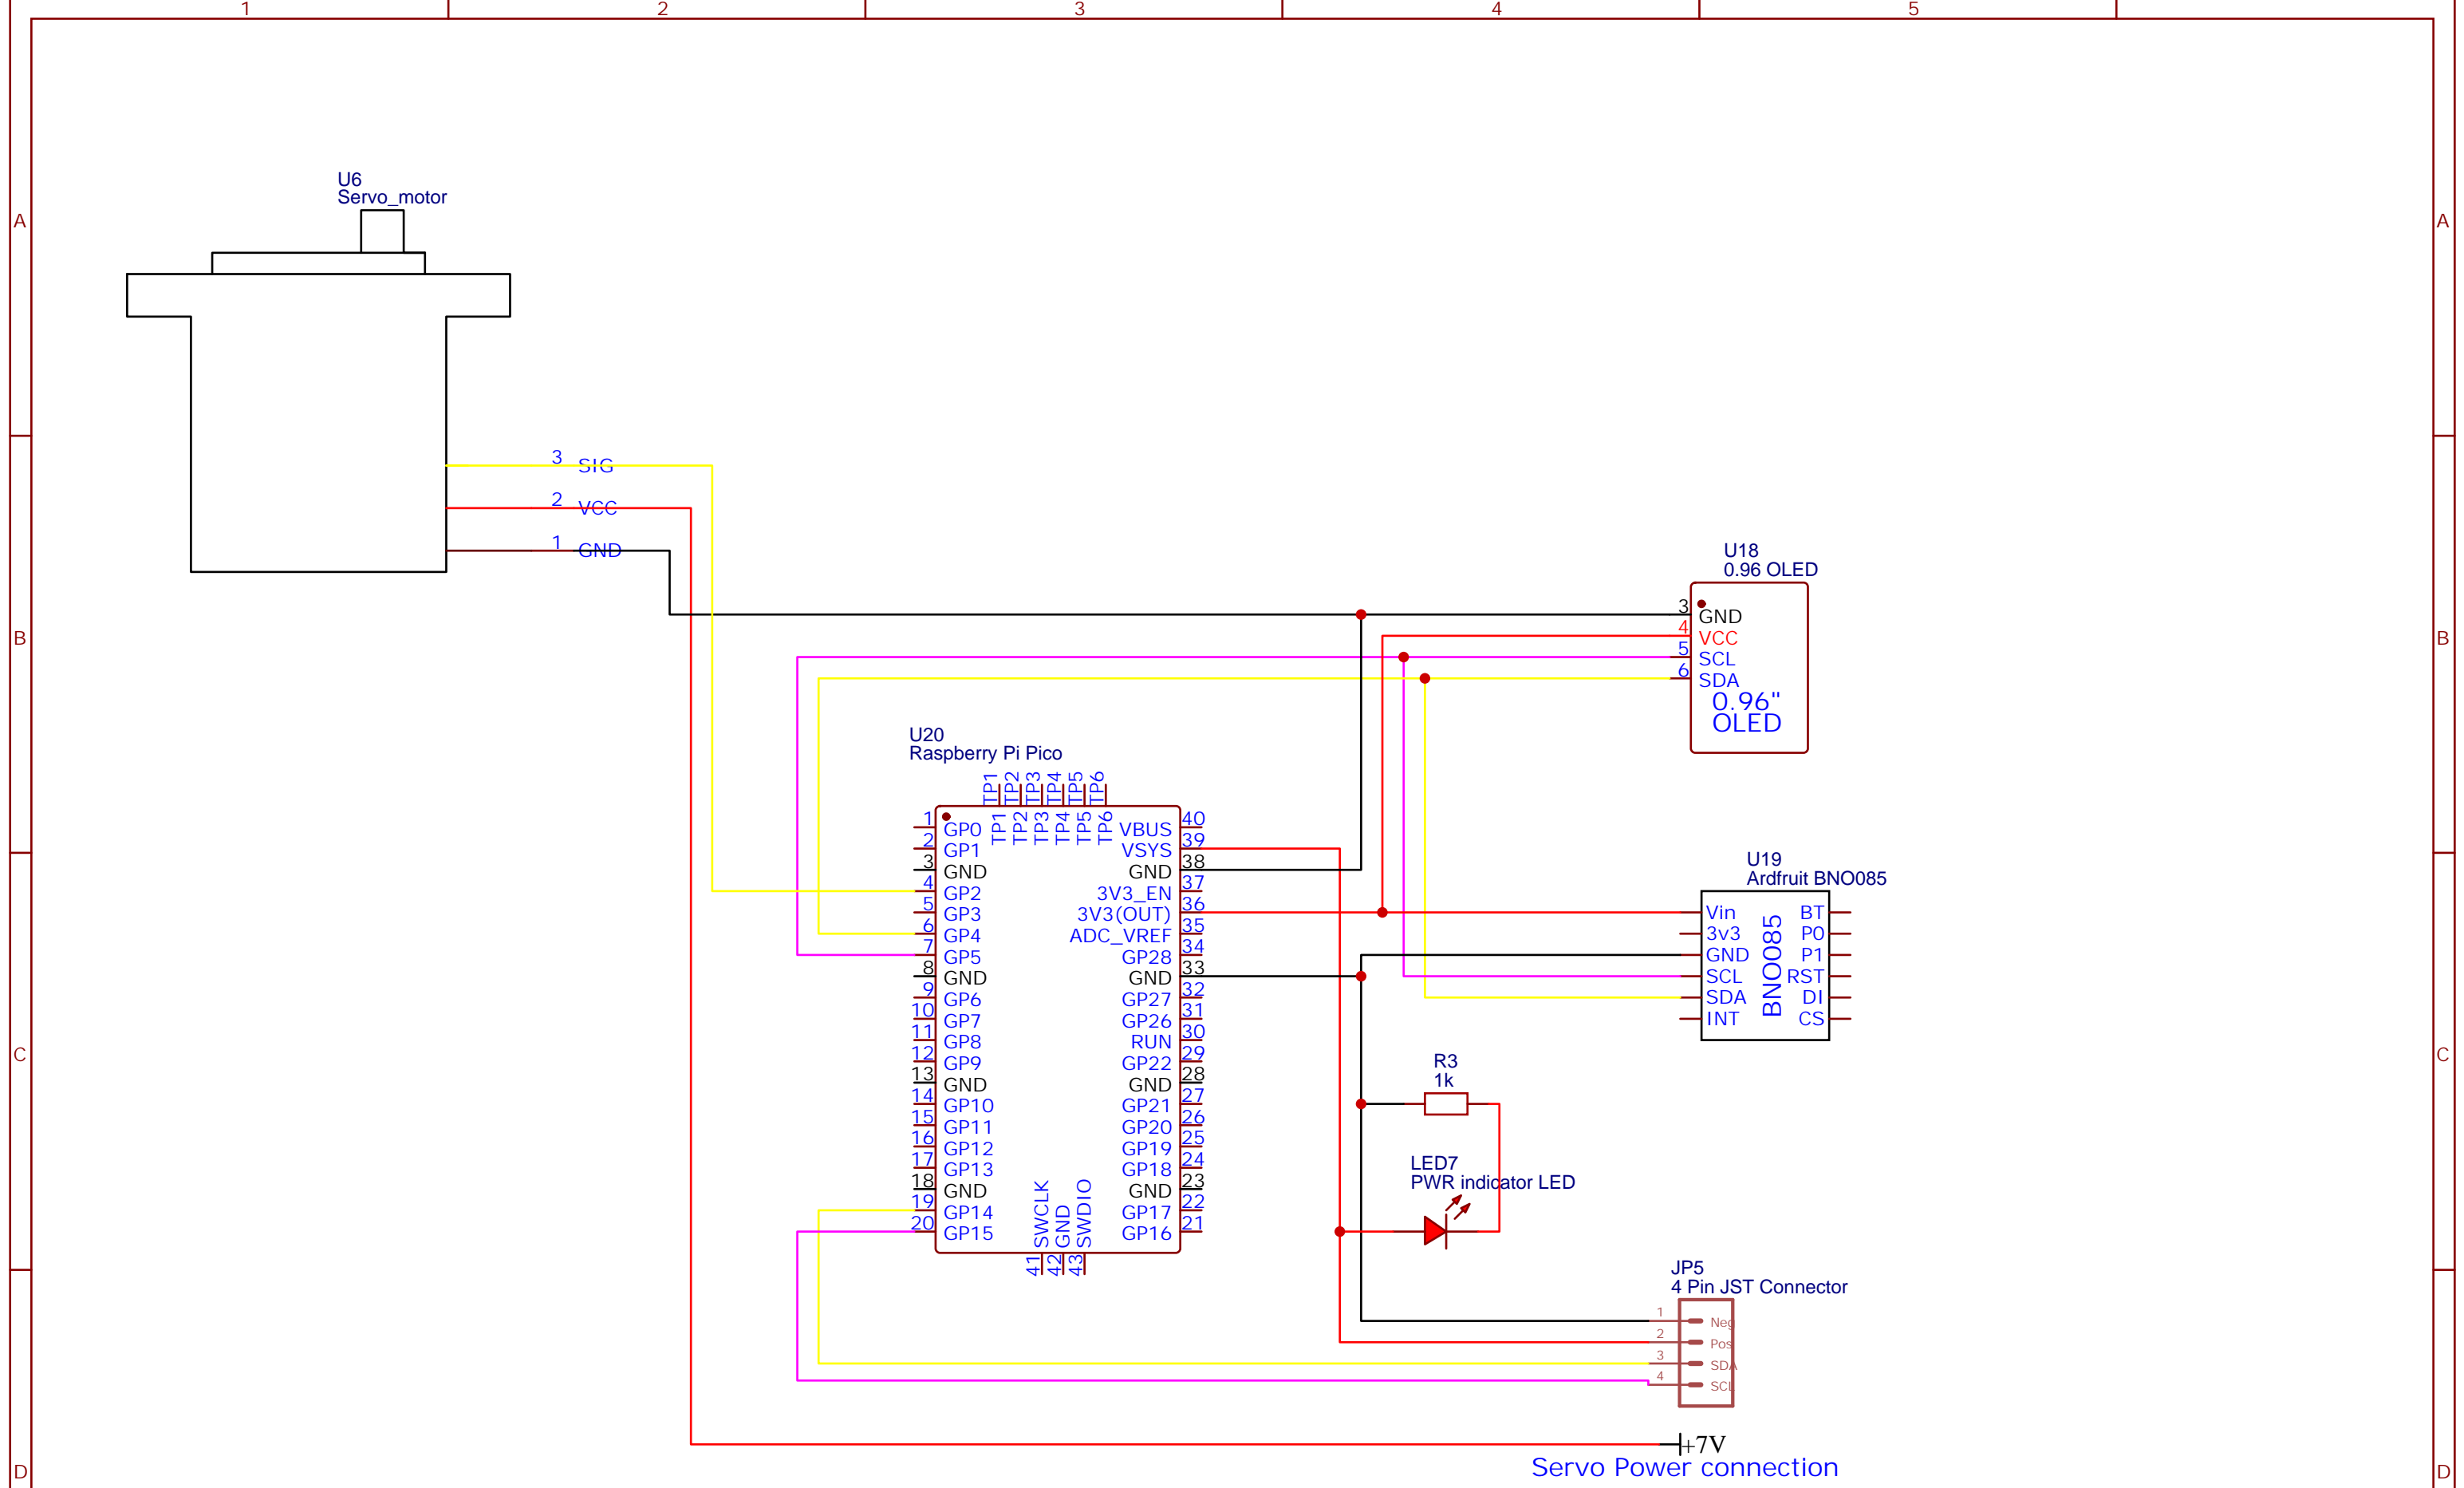 1 2 3 4 5
A A
B B
C C
D D
U6
Servo_motor
3 SIG
2 VCC
1 GND
U18
0.96 OLED
3 GND
4 VCC
5 SCL
6 SDA
0.96"
OLED
U20
Raspberry Pi Pico
TP1 TP2 TP3 TP4 TP5 TP6
TP1 TP2 TP3 TP4 TP5 TP6
1 GP0 VBUS 40
2 GP1 VSYS 39
3 GND GND 38
4 GP2 3V3_EN 37
5 GP3 3V3(OUT) 36
6 GP4 ADC_VREF 35
7 GP5 GP28 34
8 GND GND 33
9 GP6 GP27 32
10 GP7 GP26 31
11 GP8 RUN 30
12 GP9 GP22 29
13 GND GND 28
14 GP10 GP21 27
15 GP11 GP20 26
16 GP12 GP19 25
17 GP13 GP18 24
18 GND GND 23
19 GP14 GP17 22
20 GP15 GP16 21
SWCLK GND SWDIO
41 42 43
U19
Ardfruit BNO085
Vin BT
3v3 P0
GND P1
SCL RST
SDA DI
INT CS
BNO085
R3
1k
LED7
PWR indicator LED
JP5
4 Pin JST Connector
1 Neg
2 Pos
3 SDA
4 SCL
+7V
Servo Power connection